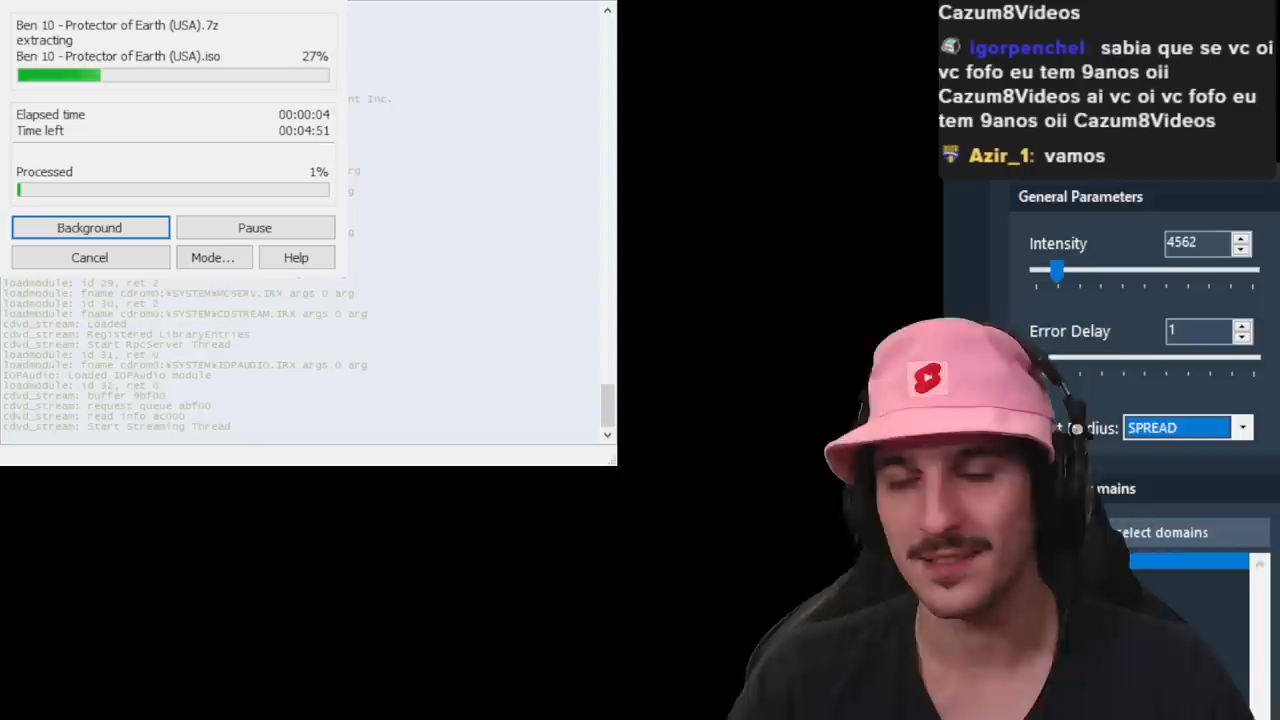 Ben 10 - Protector of Earth (USA).7z
extracting
Ben 10 - Protector of Earth (USA).iso 27%
Elapsed time 00:00:04
Time left 00:04:51
Processed 1%
Background Pause
Cancel Mode... Help
nt Inc.
rg
g
g
loadmodule: id 29, ret 2
loadmodule: fname cdrom0:¥SYSTEM¥MCSERV.IRX args 0 arg
loadmodule: id 30, ret 2
loadmodule: fname cdrom0:¥SYSTEM¥CDSTREAM.IRX args 0 arg
cdvd_stream: Loaded
cdvd_stream: Registered LibraryEntries
cdvd_stream: Start RpcServer Thread
loadmodule: id 31, ret 0
loadmodule: fname cdrom0:¥SYSTEM¥IOPAUDIO.IRX args 0 arg
IOPAudio: Loaded IOPAudio module
loadmodule: id 32, ret 0
cdvd_stream: buffer 9bf00
cdvd_stream: request queue abf00
cdvd_stream: read info ac000
cdvd_stream: Start Streaming Thread
Cazum8Videos
igorpenchel sabia que se vc oi
vc fofo eu tem 9anos oii
Cazum8Videos ai vc oi vc fofo eu
tem 9anos oii Cazum8Videos
Azir_1: vamos
General Parameters
Intensity 4562
Error Delay 1
dius: SPREAD
mains
elect domains